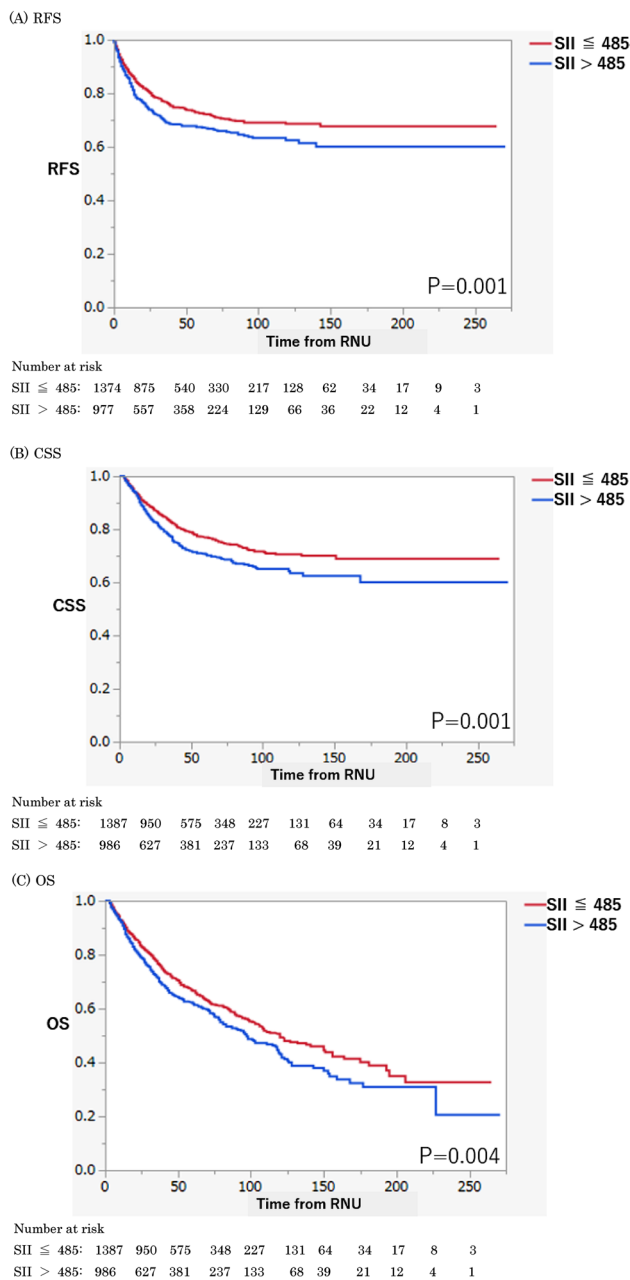 (A) RFS
1.0
0.8
0.6
0.4
0.2
0.0
RFS
SII ≦ 485
SII > 485
P=0.001
0 50 100 150 200 250
Time from RNU
Number at risk
SII ≦ 485: 1374 875 540 330 217 128 62 34 17 9 3
SII > 485: 977 557 358 224 129 66 36 22 12 4 1
(B) CSS
1.0
0.8
0.6
0.4
0.2
0.0
CSS
SII ≦ 485
SII > 485
P=0.001
0 50 100 150 200 250
Time from RNU
Number at risk
SII ≦ 485: 1387 950 575 348 227 131 64 34 17 8 3
SII > 485: 986 627 381 237 133 68 39 21 12 4 1
(C) OS
1.0
0.8
0.6
0.4
0.2
0.0
OS
SII ≦ 485
SII > 485
P=0.004
0 50 100 150 200 250
Time from RNU
Number at risk
SII ≦ 485: 1387 950 575 348 227 131 64 34 17 8 3
SII > 485: 986 627 381 237 133 68 39 21 12 4 1